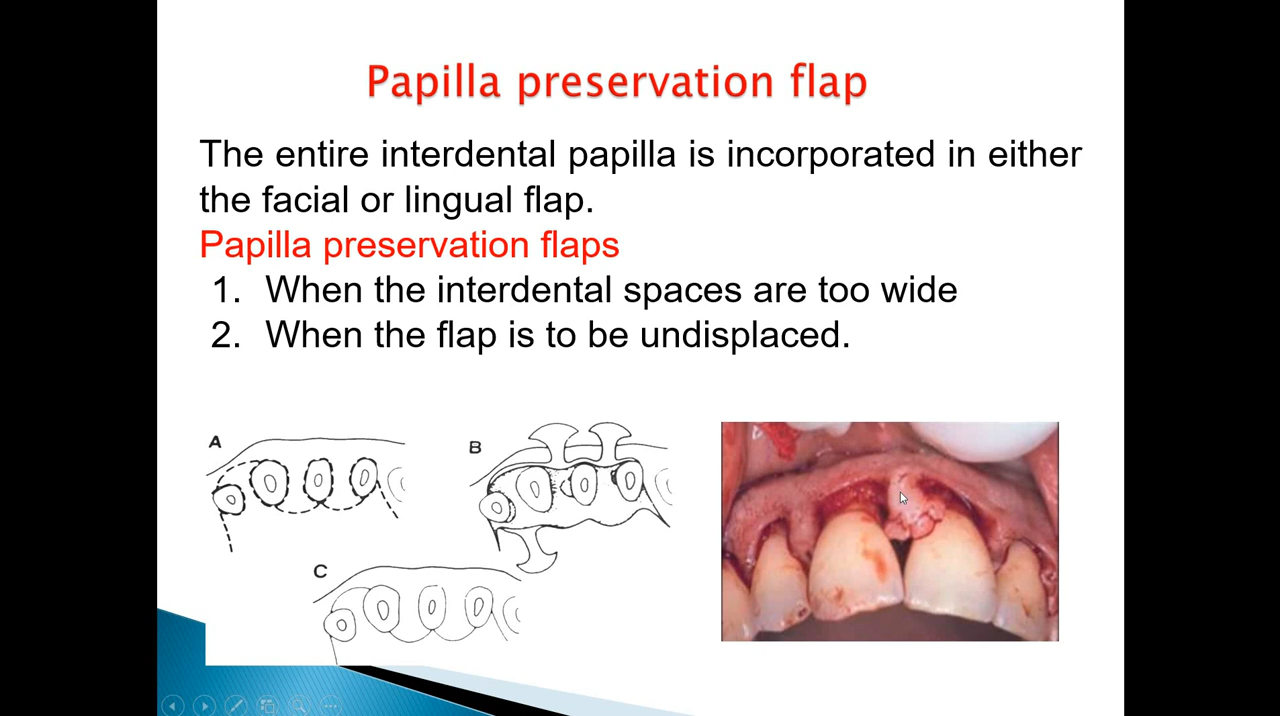 Papilla preservation flap
The entire interdental papilla is incorporated in either
the facial or lingual flap.
Papilla preservation flaps
1. When the interdental spaces are too wide
2. When the flap is to be undisplaced.
A
B
C